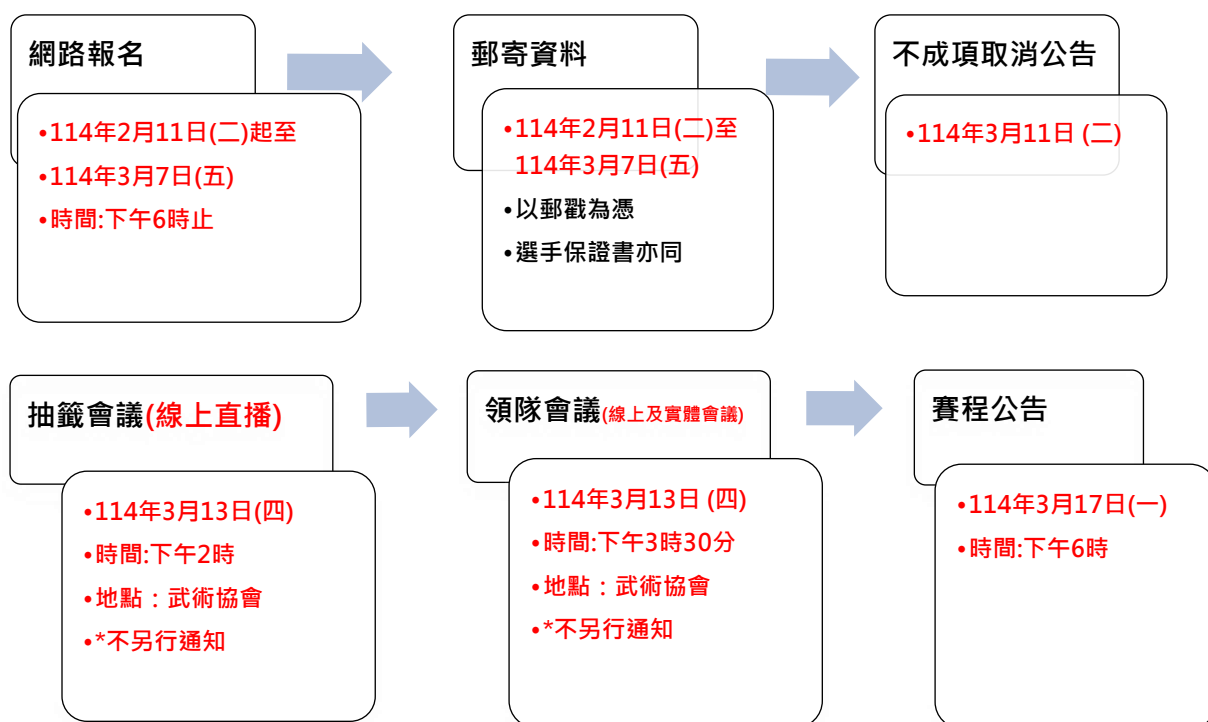 網路報名
•114年2月11日(二)起至
•114年3月7日(五)
•時間:下午6時止
郵寄資料
•114年2月11日(二)至
114年3月7日(五)
•以郵戳為憑
•選手保證書亦同
不成項取消公告
•114年3月11日 (二)
抽籤會議(線上直播)
•114年3月13日(四)
•時間:下午2時
•地點：武術協會
•*不另行通知
領隊會議(線上及實體會議)
•114年3月13日 (四)
•時間:下午3時30分
•地點：武術協會
•*不另行通知
賽程公告
•114年3月17日(一)
•時間:下午6時